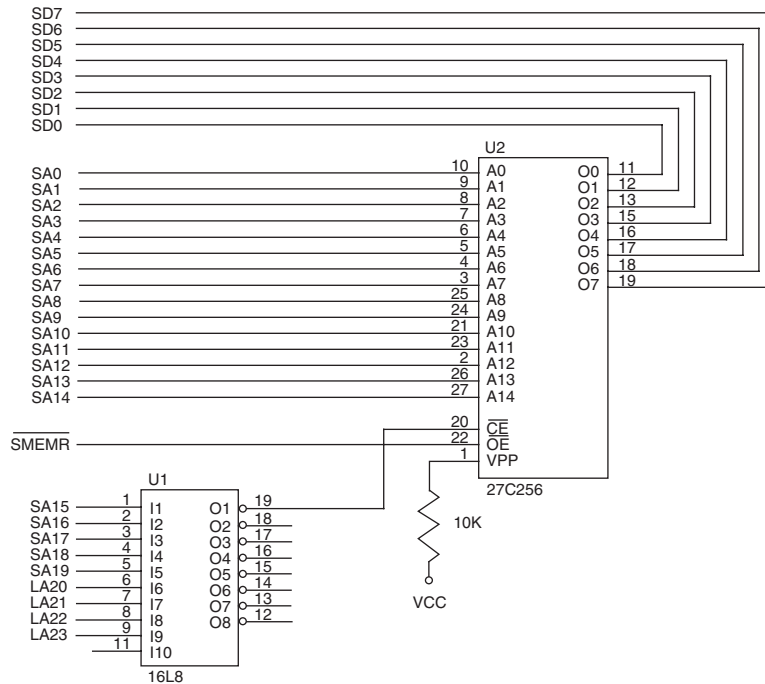 SD7
SD6
SD5
SD4
SD3
SD2
SD1
SD0
U2
SA0 10 A0 O0 11
SA1 9 A1 O1 12
SA2 8 A2 O2 13
SA3 7 A3 O3 15
SA4 6 A4 O4 16
SA5 5 A5 O5 17
SA6 4 A6 O6 18
SA7 3 A7 O7 19
SA8 25 A8
SA9 24 A9
SA10 21 A10
SA11 23 A11
SA12 2 A12
SA13 26 A13
SA14 27 A14
20 CE
SMEMR 22 OE
1 VPP
27C256
10K
VCC
U1
SA15 1 I1 O1 19
SA16 2 I2 O2 18
SA17 3 I3 O3 17
SA18 4 I4 O4 16
SA19 5 I5 O5 15
LA20 6 I6 O6 14
LA21 7 I7 O7 13
LA22 8 I8 O8 12
LA23 9 I9
11 I10
16L8